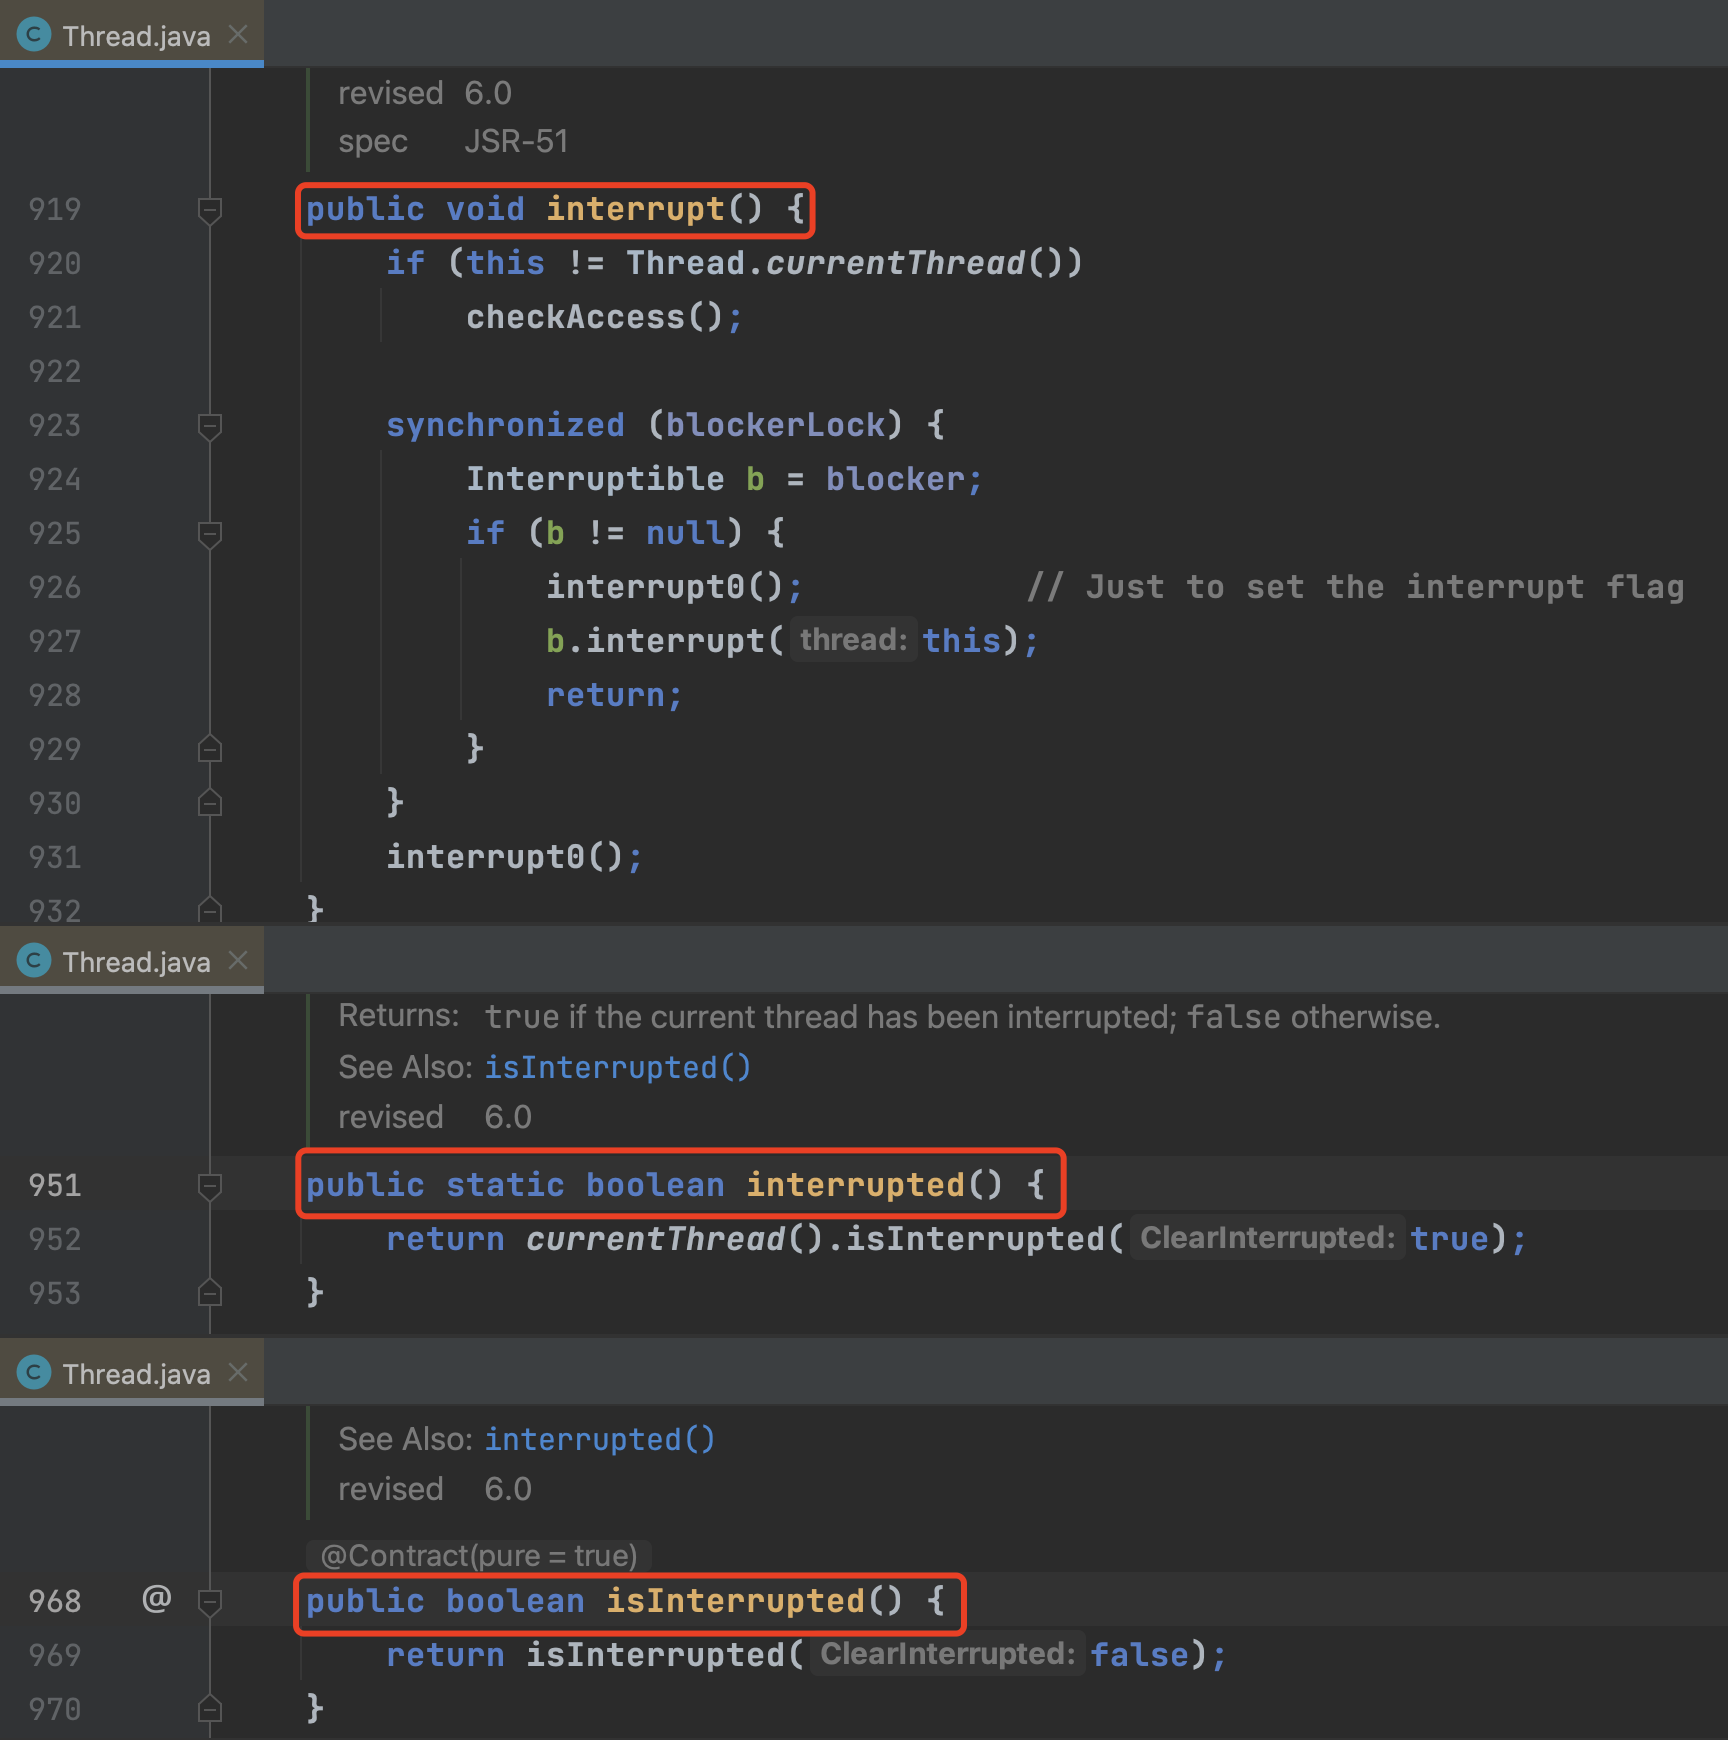 C Thread.java
revised 6.0
spec JSR-51
919 public void interrupt() {
920 if (this != Thread.currentThread())
921 checkAccess();
922
923 synchronized (blockerLock) {
924 Interruptible b = blocker;
925 if (b != null) {
926 interrupt0(); // Just to set the interrupt flag
927 b.interrupt( thread: this);
928 return;
929 }
930 }
931 interrupt0();
932 }
C Thread.java
Returns: true if the current thread has been interrupted; false otherwise.
See Also: isInterrupted()
revised 6.0
951 public static boolean interrupted() {
952 return currentThread().isInterrupted( ClearInterrupted: true);
953 }
C Thread.java
See Also: interrupted()
revised 6.0
@Contract(pure = true)
968 @ public boolean isInterrupted() {
969 return isInterrupted( ClearInterrupted: false);
970 }